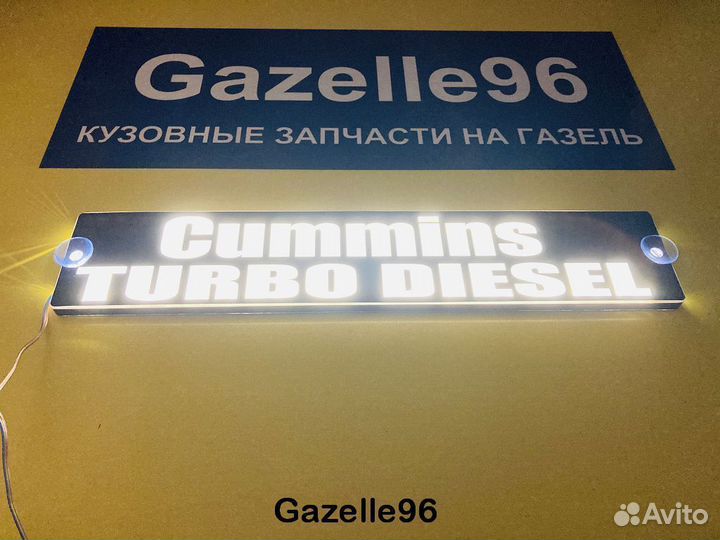 Gazelle96
КУЗОВНЫЕ ЗАПЧАСТИ НА ГАЗЕЛЬ
Cummins
TURBO DIESEL
Gazelle96
Avito